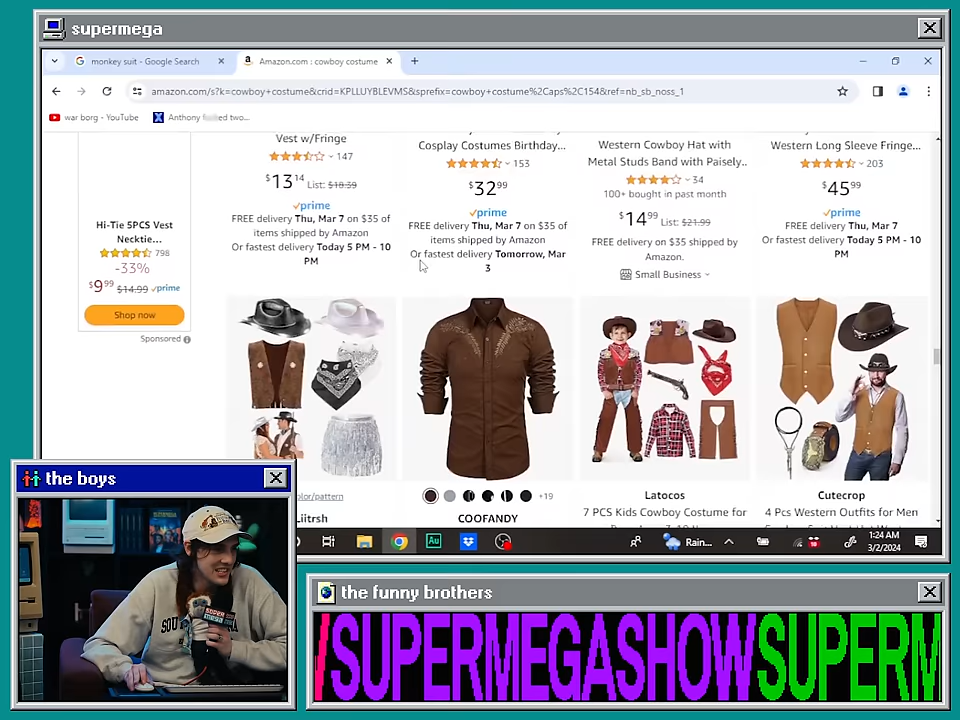 supermega
monkey suit - Google Search
Amazon.com : cowboy costume
amazon.com/s?k=cowboy+costume&crid=KPLLUYBLEVMS&sprefix=cowboy+costume%2Caps%2C154&ref=nb_sb_noss_1
war borg - YouTube
Anthony
two...
Vest w/Fringe
147
$13.14 List: $18.39
prime
FREE delivery Thu, Mar 7 on $35 of
items shipped by Amazon
Or fastest delivery Today 5 PM - 10
PM
Cosplay Costumes Birthday...
153
$32.99
prime
FREE delivery Thu, Mar 7 on $35 of
items shipped by Amazon
Or fastest delivery Tomorrow, Mar
3
Western Cowboy Hat with
Metal Studs Band with Paisely...
34
100+ bought in past month
$14.99 List: $21.99
FREE delivery on $35 shipped by
Amazon.
Small Business
Western Long Sleeve Fringe...
203
$45.99
prime
FREE delivery Thu, Mar 7
Or fastest delivery Today 5 PM - 10
PM
Hi-Tie 5PCS Vest
Necktie...
798
-33%
$9.99 $14.99 prime
Shop now
Sponsored
color/pattern
+19
COOFANDY
Latocos
7 PCS Kids Cowboy Costume for
Cutecrop
4 Pcs Western Outfits for Men
Au
Rain...
1:24 AM
3/2/2024
the boys
SUPER
MEGA
the funny brothers
/SUPERMEGASHOWSUPERM